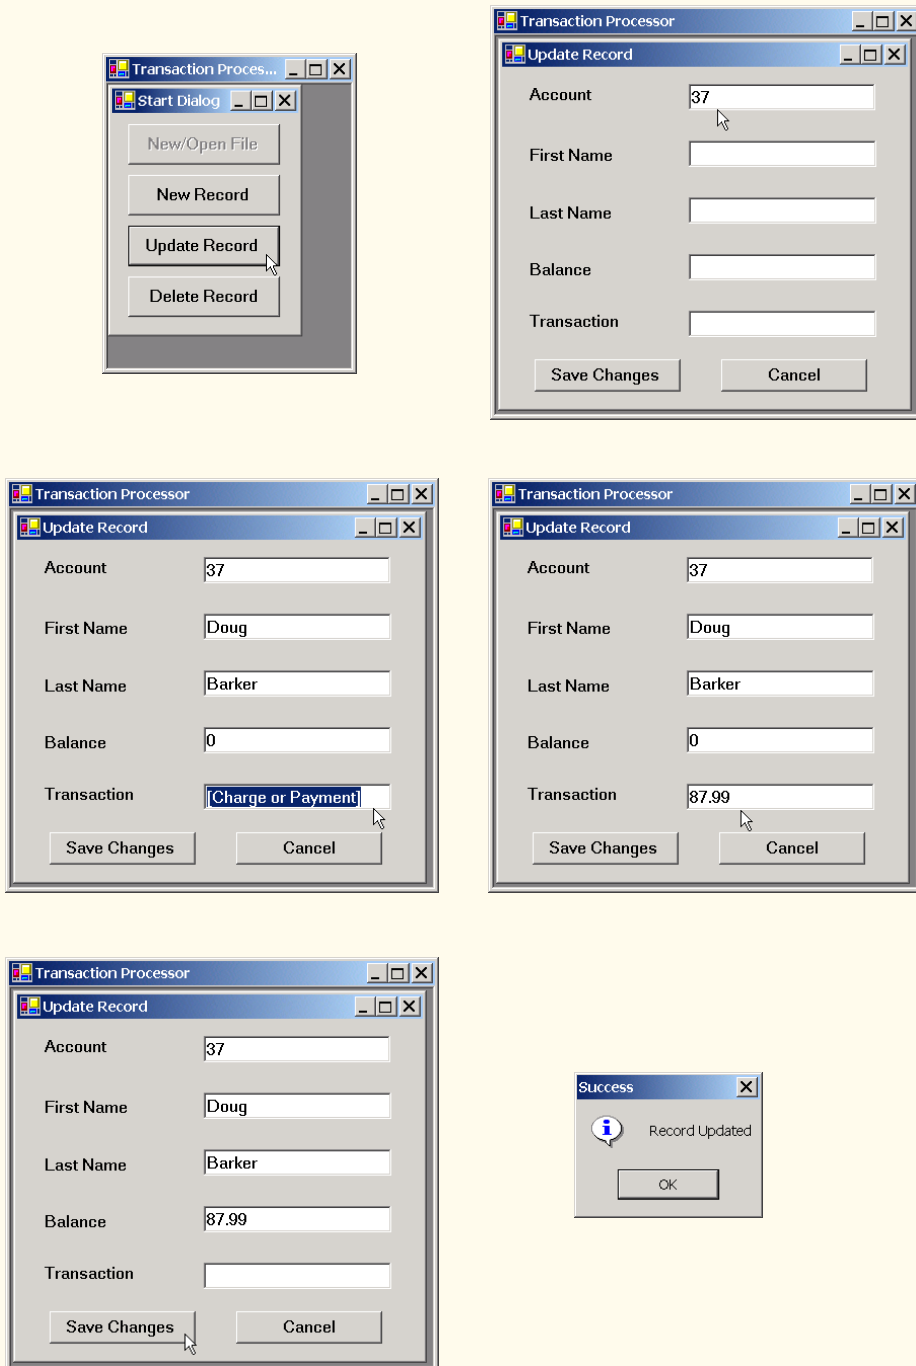 Transaction Proces...
Start Dialog
New/Open File
New Record
Update Record
Delete Record
Transaction Processor
Update Record
Account 37
First Name
Last Name
Balance
Transaction
Save Changes Cancel
Transaction Processor
Update Record
Account 37
First Name Doug
Last Name Barker
Balance 0
Transaction [Charge or Payment]
Save Changes Cancel
Transaction Processor
Update Record
Account 37
First Name Doug
Last Name Barker
Balance 0
Transaction 87.99
Save Changes Cancel
Transaction Processor
Update Record
Account 37
First Name Doug
Last Name Barker
Balance 87.99
Transaction
Save Changes Cancel
Success
Record Updated
OK